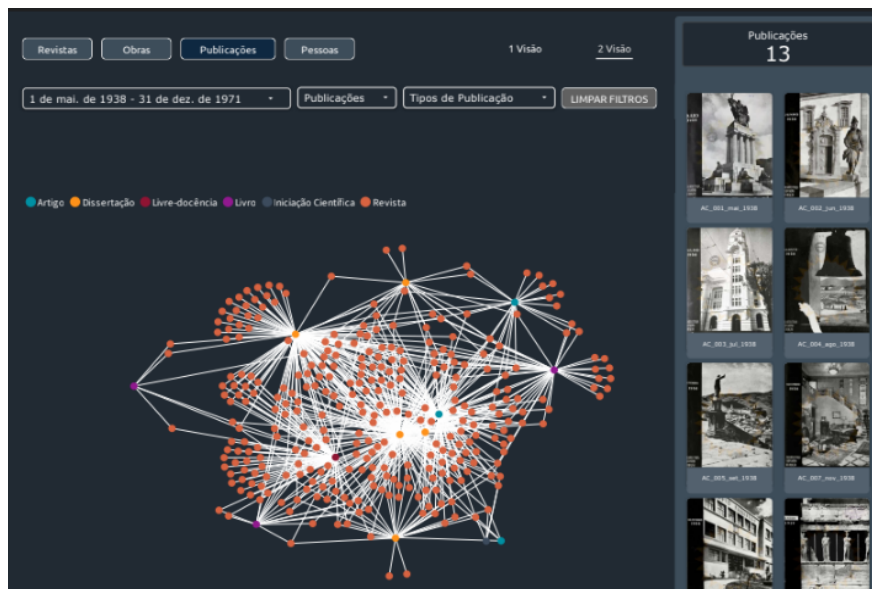 Revistas
Obras
Publicações
Pessoas
1 Visão
2 Visão
1 de mai. de 1938 - 31 de dez. de 1971
Publicações
Tipos de Publicação
LIMPAR FILTROS
Artigo
Dissertação
Livre-docência
Livro
Iniciação Científica
Revista
Publicações
13
AC_001_mai_1938
AC_002_jun_1938
AC_003_jul_1938
AC_004_ago_1938
AC_005_set_1938
AC_007_nov_1938